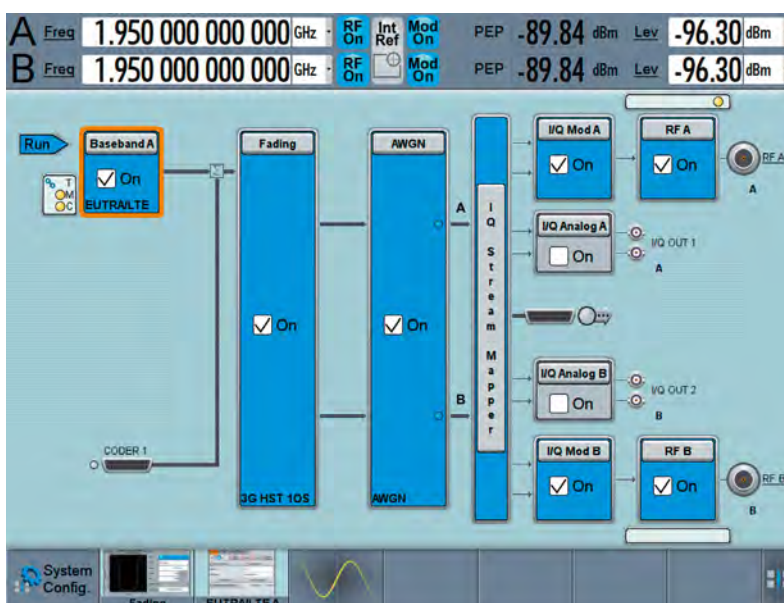 A Freq 1.950 000 000 000 GHz RF On Int Ref Mod On PEP -89.84 dBm Lev -96.30 dBm
B Freq 1.950 000 000 000 GHz RF On Mod On PEP -89.84 dBm Lev -96.30 dBm
Run
Baseband A
On
EUTRA/LTE
T
M
C
CODER 1
Fading
On
3G HST 1OS
AWGN
On
AWGN
A
B
I Q Stream Mapper
I/Q Mod A
On
RF A
On
RF A
A
I/Q Analog A
On
I/Q OUT 1
A
I/Q Analog B
On
I/Q OUT 2
B
I/Q Mod B
On
RF B
On
RF B
B
System
Config.
Fading
EUTRA/LTE A